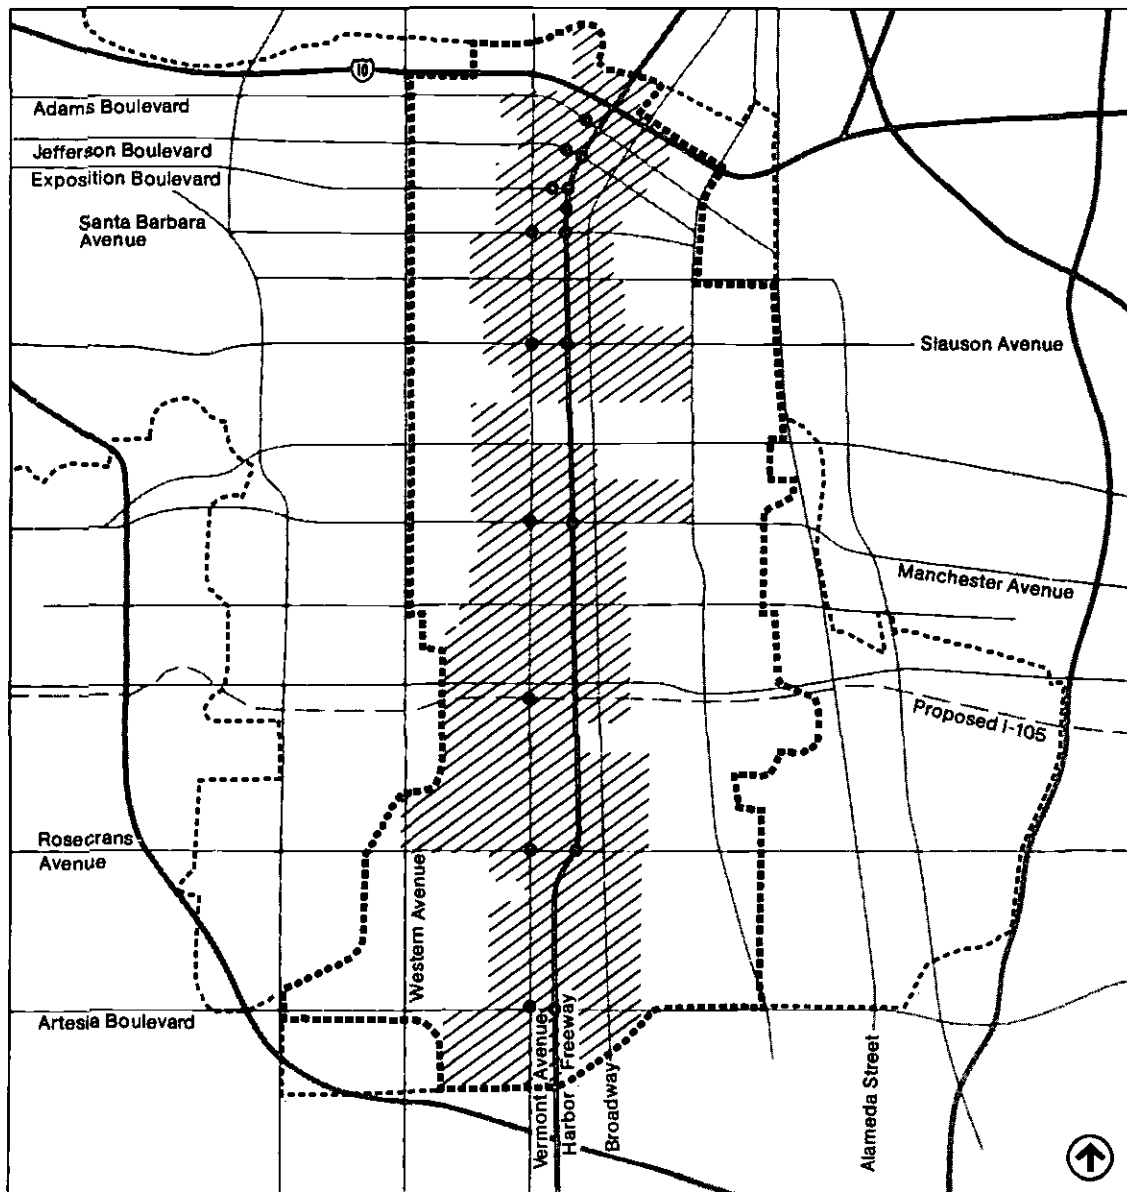 10
Adams Boulevard
Jefferson Boulevard
Exposition Boulevard
Santa Barbara
Avenue
Slauson Avenue
Manchester Avenue
Proposed I-105
Rosecrans
Avenue
Western Avenue
Artesia Boulevard
Vermont Avenue
Harbor Freeway
Broadway
Alameda Street